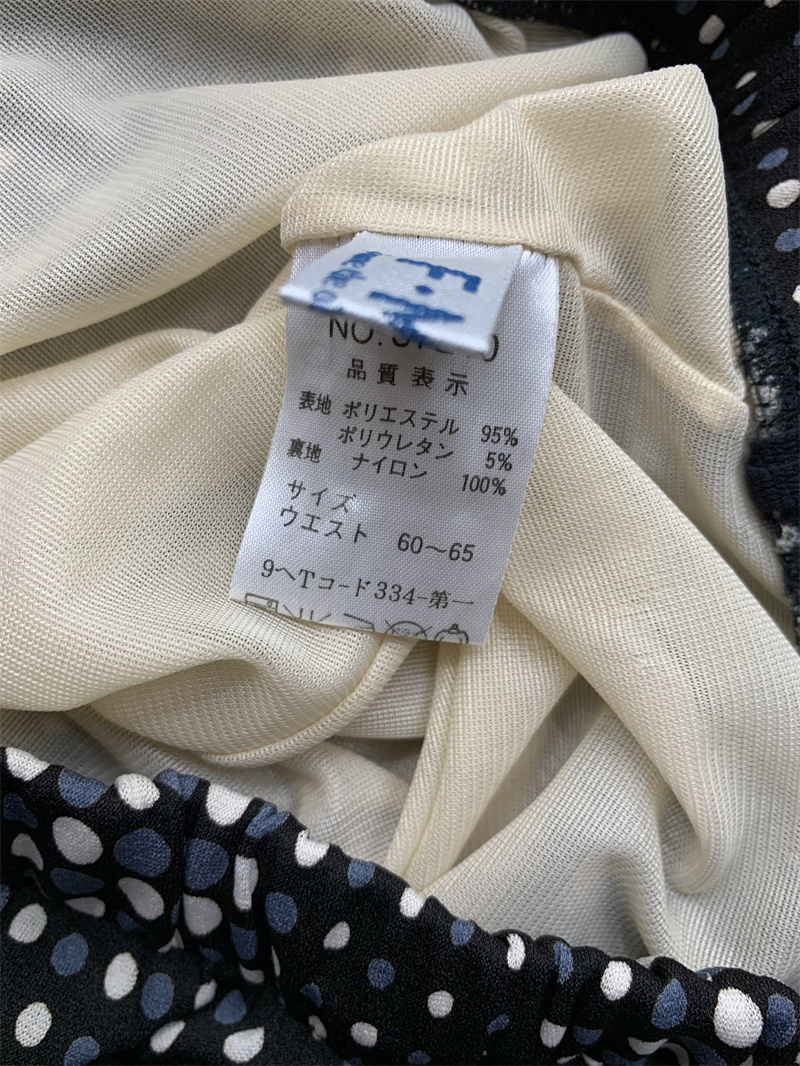 NO.
品質表示
表地 ポリエステル 95%
ポリウレタン 5%
裏地 ナイロン 100%
サイズ
ウエスト 60〜65
9ヘTコ-ド334-第一